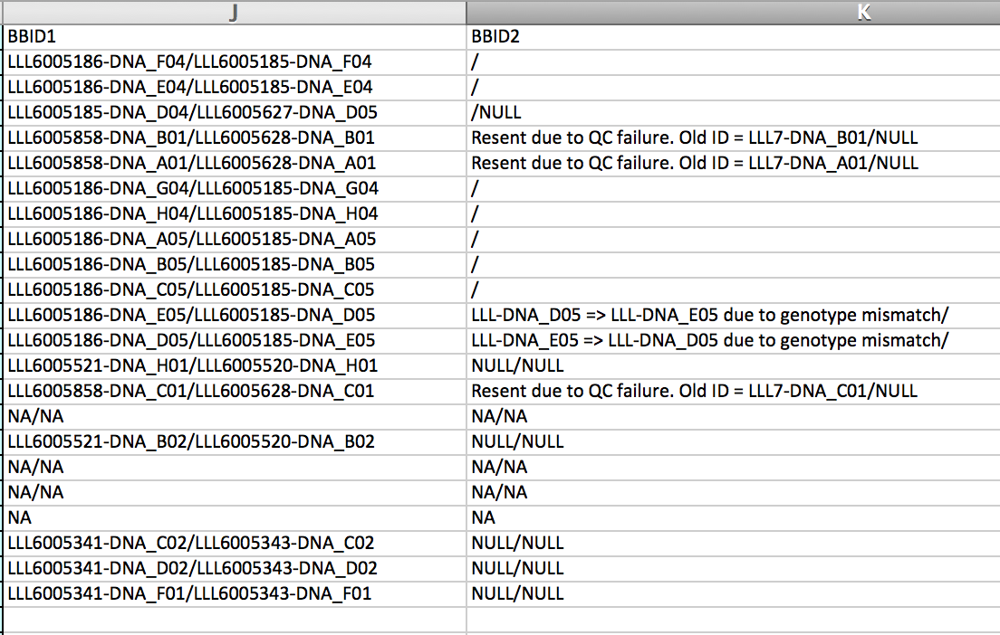 J K
BBID1 BBID2
LLL6005186-DNA_F04/LLL6005185-DNA_F04 /
LLL6005186-DNA_E04/LLL6005185-DNA_E04 /
LLL6005185-DNA_D04/LLL6005627-DNA_D05 /NULL
LLL6005858-DNA_B01/LLL6005628-DNA_B01 Resent due to QC failure. Old ID = LLL7-DNA_B01/NULL
LLL6005858-DNA_A01/LLL6005628-DNA_A01 Resent due to QC failure. Old ID = LLL7-DNA_A01/NULL
LLL6005186-DNA_G04/LLL6005185-DNA_G04 /
LLL6005186-DNA_H04/LLL6005185-DNA_H04 /
LLL6005186-DNA_A05/LLL6005185-DNA_A05 /
LLL6005186-DNA_B05/LLL6005185-DNA_B05 /
LLL6005186-DNA_C05/LLL6005185-DNA_C05 /
LLL6005186-DNA_E05/LLL6005185-DNA_D05 LLL-DNA_D05 => LLL-DNA_E05 due to genotype mismatch/
LLL6005186-DNA_D05/LLL6005185-DNA_E05 LLL-DNA_E05 => LLL-DNA_D05 due to genotype mismatch/
LLL6005521-DNA_H01/LLL6005520-DNA_H01 NULL/NULL
LLL6005858-DNA_C01/LLL6005628-DNA_C01 Resent due to QC failure. Old ID = LLL7-DNA_C01/NULL
NA/NA NA/NA
LLL6005521-DNA_B02/LLL6005520-DNA_B02 NULL/NULL
NA/NA NA/NA
NA/NA NA/NA
NA NA
LLL6005341-DNA_C02/LLL6005343-DNA_C02 NULL/NULL
LLL6005341-DNA_D02/LLL6005343-DNA_D02 NULL/NULL
LLL6005341-DNA_F01/LLL6005343-DNA_F01 NULL/NULL